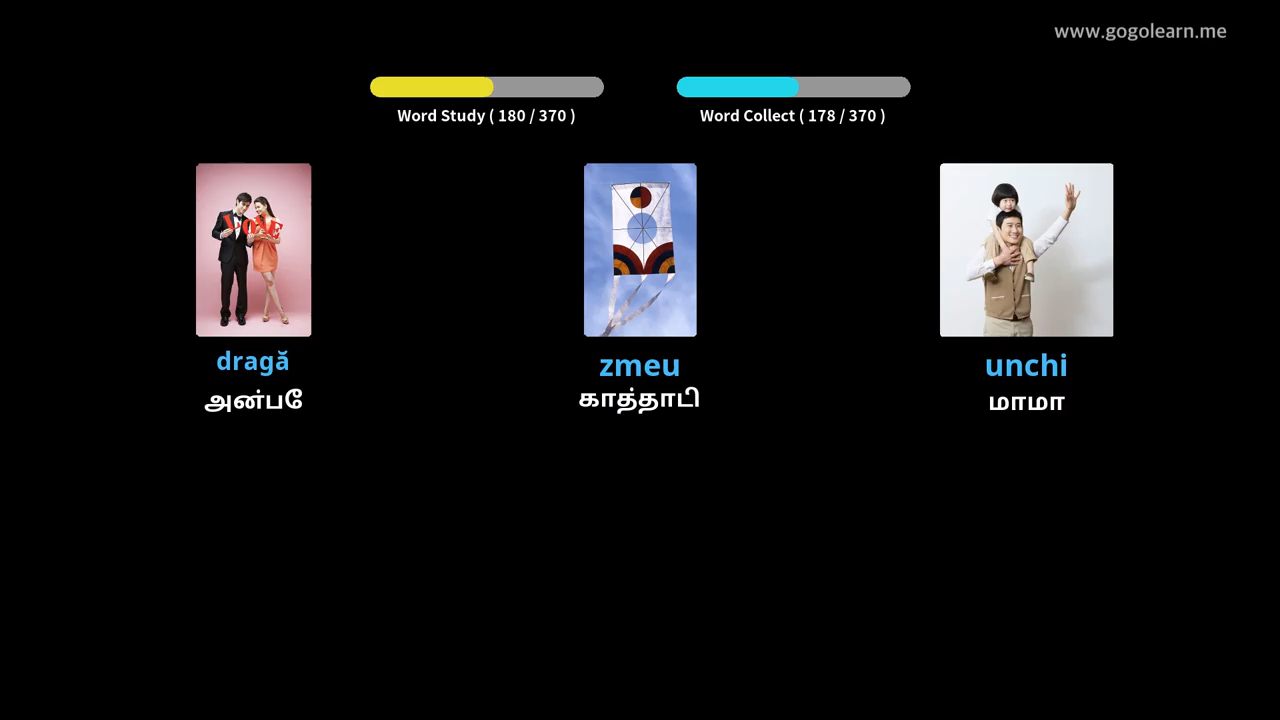 www.gogolearn.me
Word Study ( 180 / 370 )
Word Collect ( 178 / 370 )
dragă
zmeu
unchi
அன்பே
காத்தாடி
மாமா